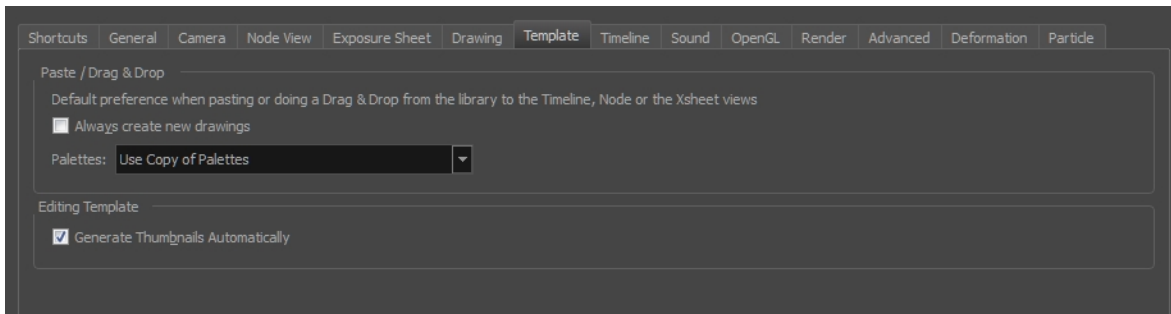 Shortcuts General Camera Node View Exposure Sheet Drawing Template Timeline Sound OpenGL Render Advanced Deformation Particle
Paste / Drag & Drop
Default preference when pasting or doing a Drag & Drop from the library to the Timeline, Node or the Xsheet views
Always create new drawings
Palettes: Use Copy of Palettes
Editing Template
Generate Thumbnails Automatically